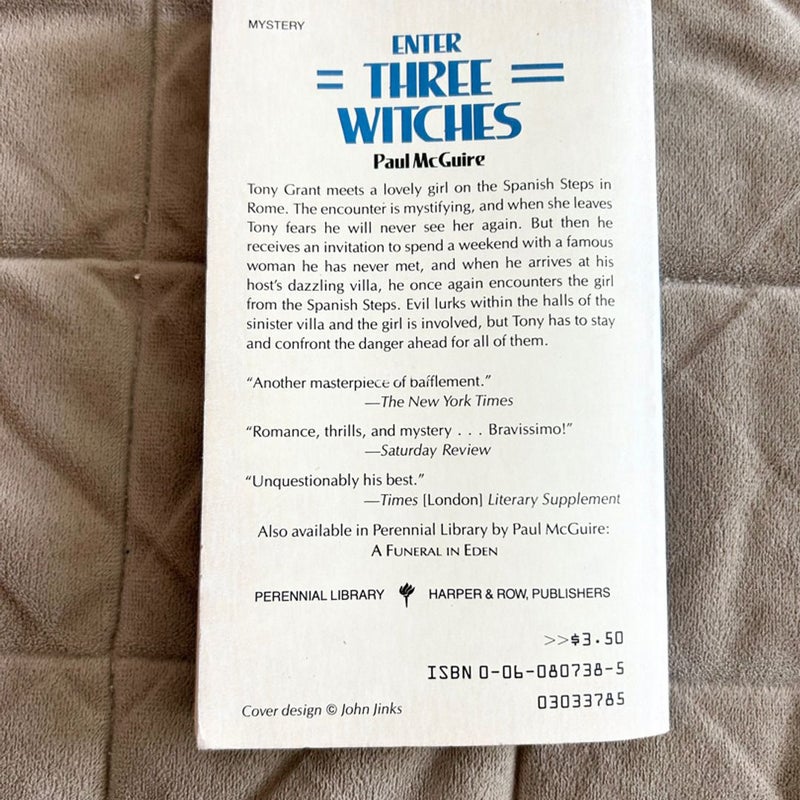 MYSTERY
ENTER
THREE
WITCHES
Paul McGuire
Tony Grant meets a lovely girl on the Spanish Steps in
Rome. The encounter is mystifying, and when she leaves
Tony fears he will never see her again. But then he
receives an invitation to spend a weekend with a famous
woman he has never met, and when he arrives at his
host's dazzling villa, he once again encounters the girl
from the Spanish Steps. Evil lurks within the halls of the
sinister villa and the girl is involved, but Tony has to stay
and confront the danger ahead for all of them.
"Another masterpiece of bafflement."
—The New York Times
"Romance, thrills, and mystery . . . Bravissimo!"
—Saturday Review
"Unquestionably his best."
—Times [London] Literary Supplement
Also available in Perennial Library by Paul McGuire:
A FUNERAL IN EDEN
PERENNIAL LIBRARY HARPER & ROW, PUBLISHERS
>>$3.50
ISBN 0-06-080738-5
03033785
Cover design © John Jinks